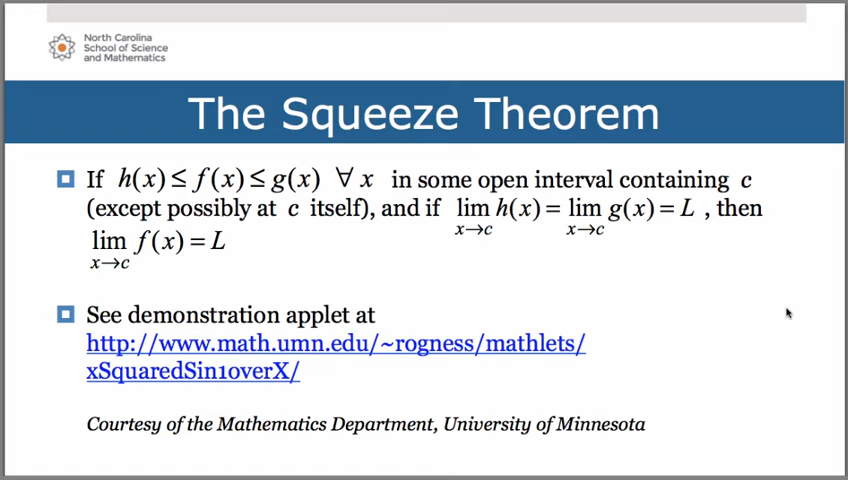 North Carolina
School of Science
and Mathematics
The Squeeze Theorem
If h(x) ≤ f(x) ≤ g(x) ∀ x in some open interval containing c
(except possibly at c itself), and if lim h(x) = lim g(x) = L , then
x→c x→c
lim f(x) = L
x→c
See demonstration applet at
http://www.math.umn.edu/~rogness/mathlets/
xSquaredSin1overX/
Courtesy of the Mathematics Department, University of Minnesota